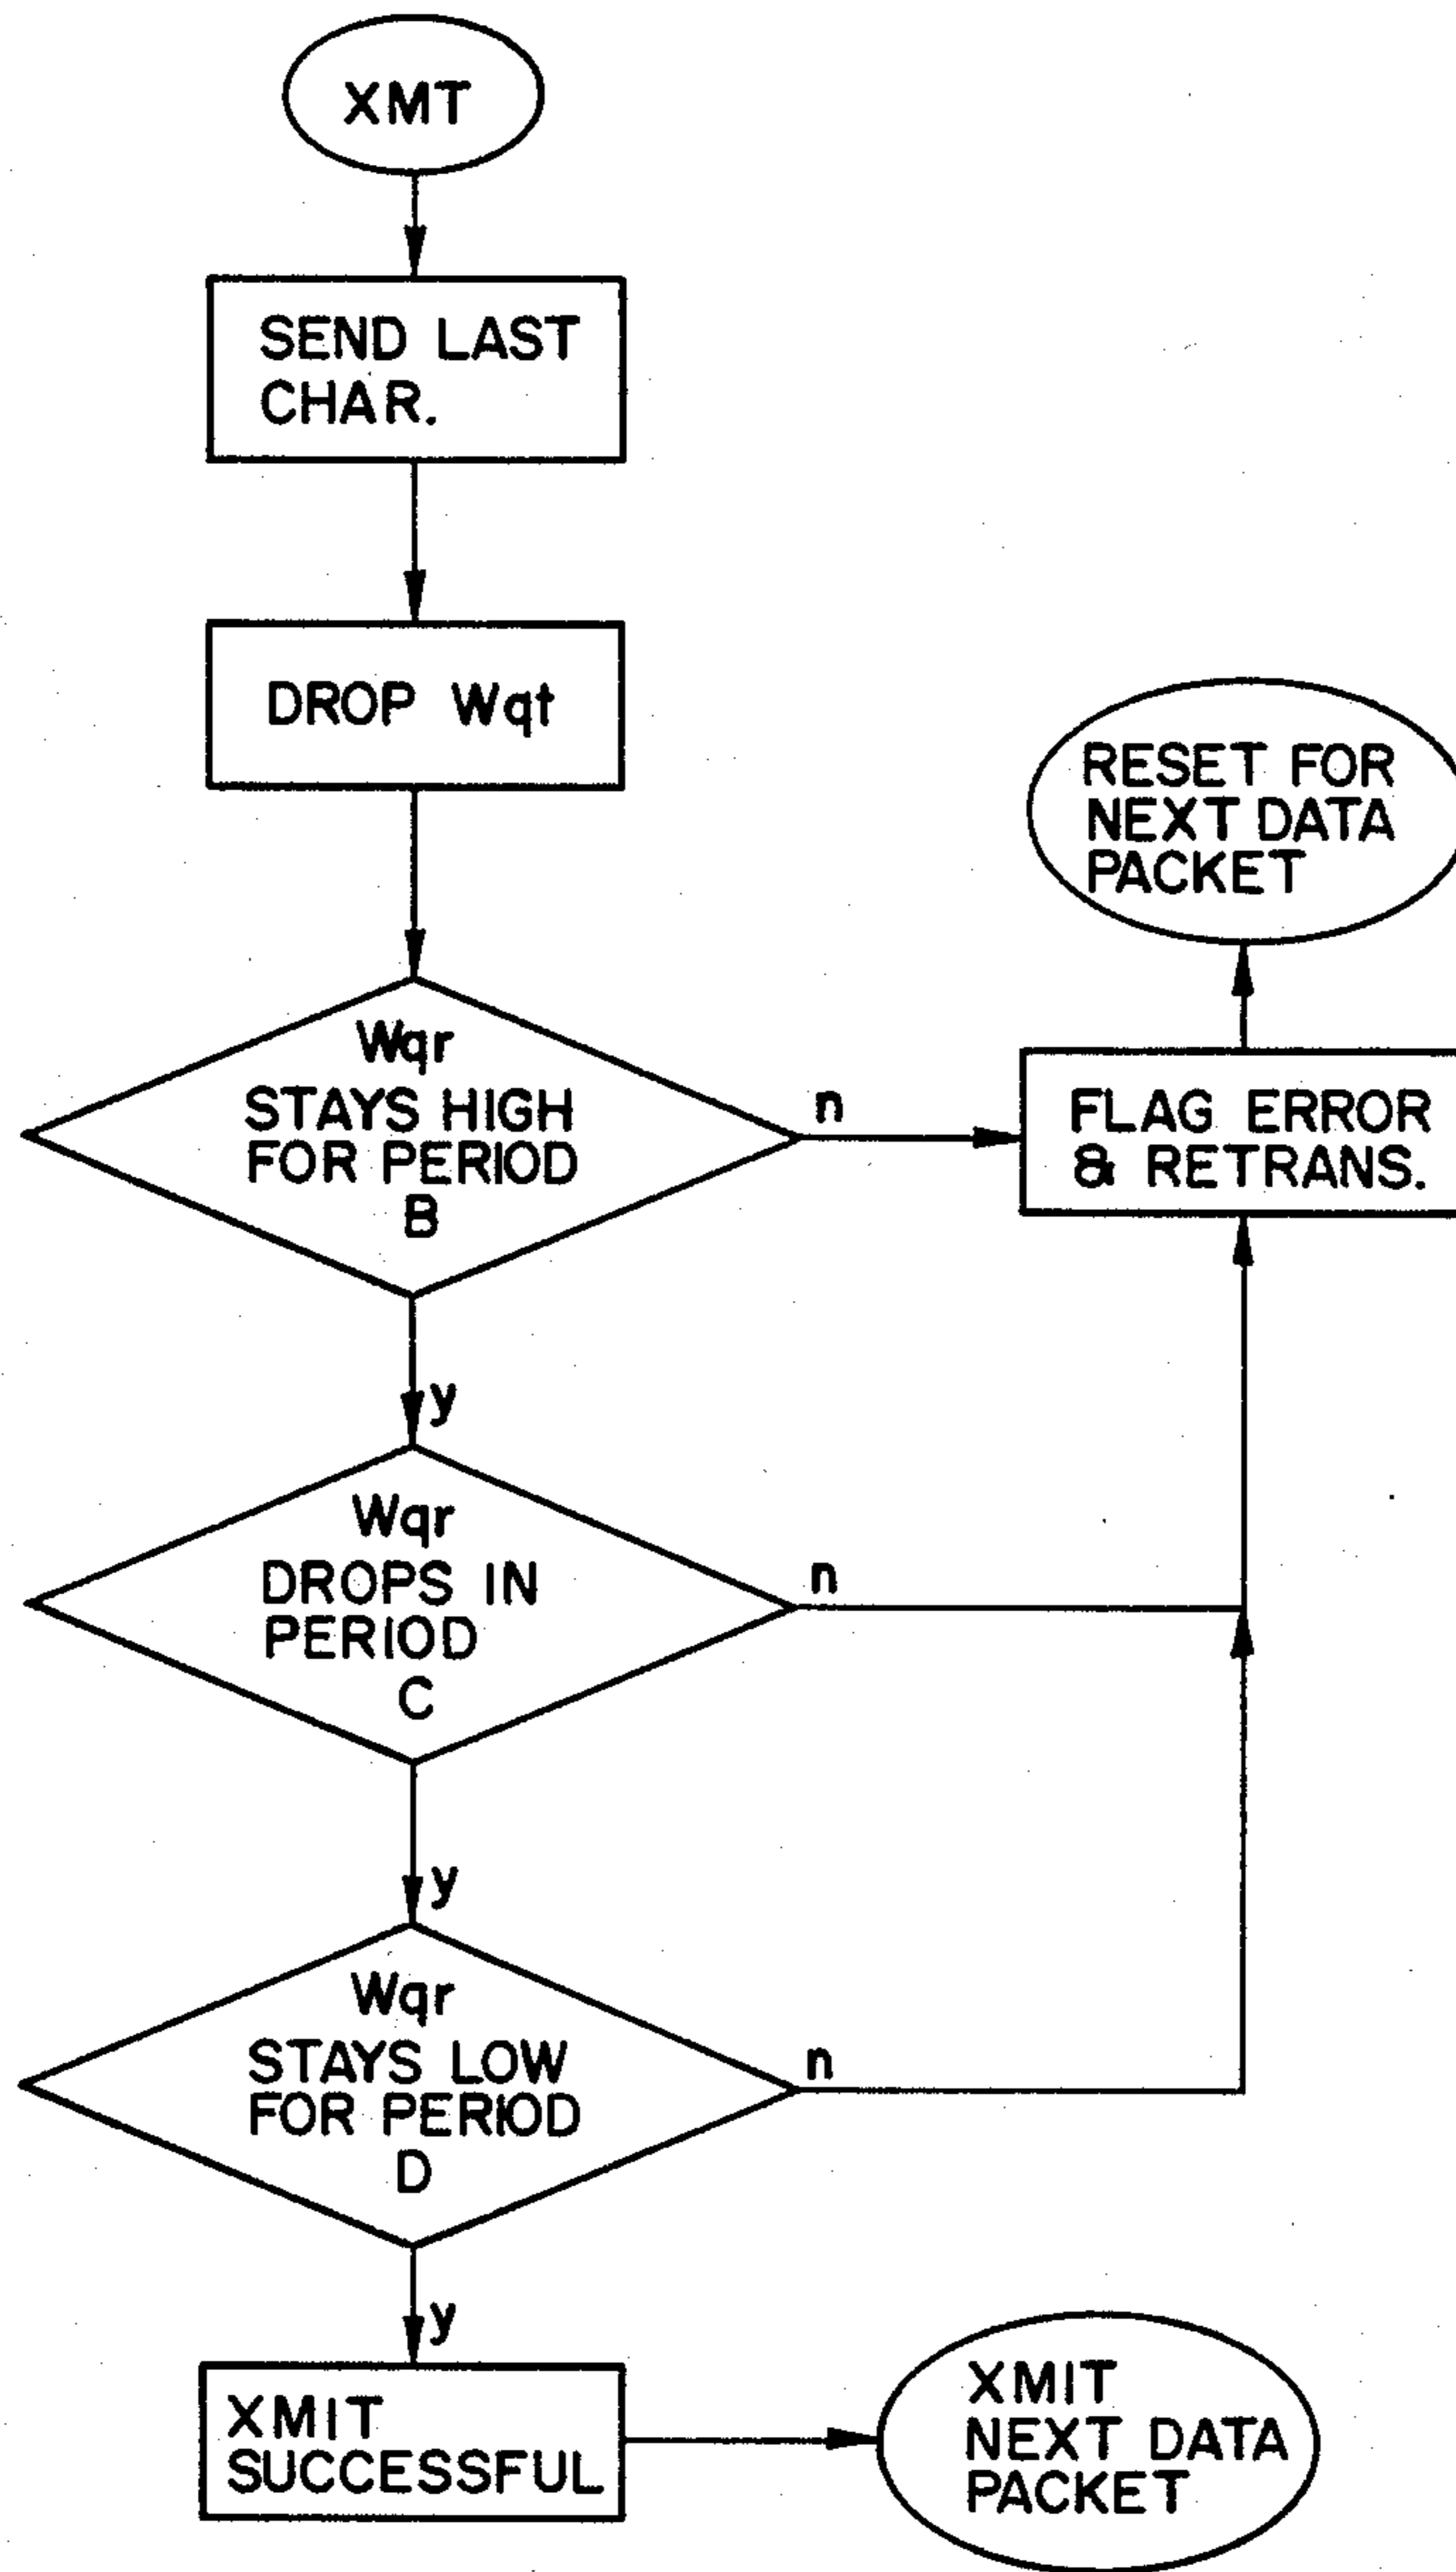 XMT
SEND LAST
CHAR.
DROP Wqt
RESET FOR
NEXT DATA
PACKET
Wqr
STAYS HIGH
FOR PERIOD
B
n
FLAG ERROR
& RETRANS.
y
Wqr
DROPS IN
PERIOD
C
n
y
Wqr
STAYS LOW
FOR PERIOD
D
n
y
XMIT
SUCCESSFUL
XMIT
NEXT DATA
PACKET